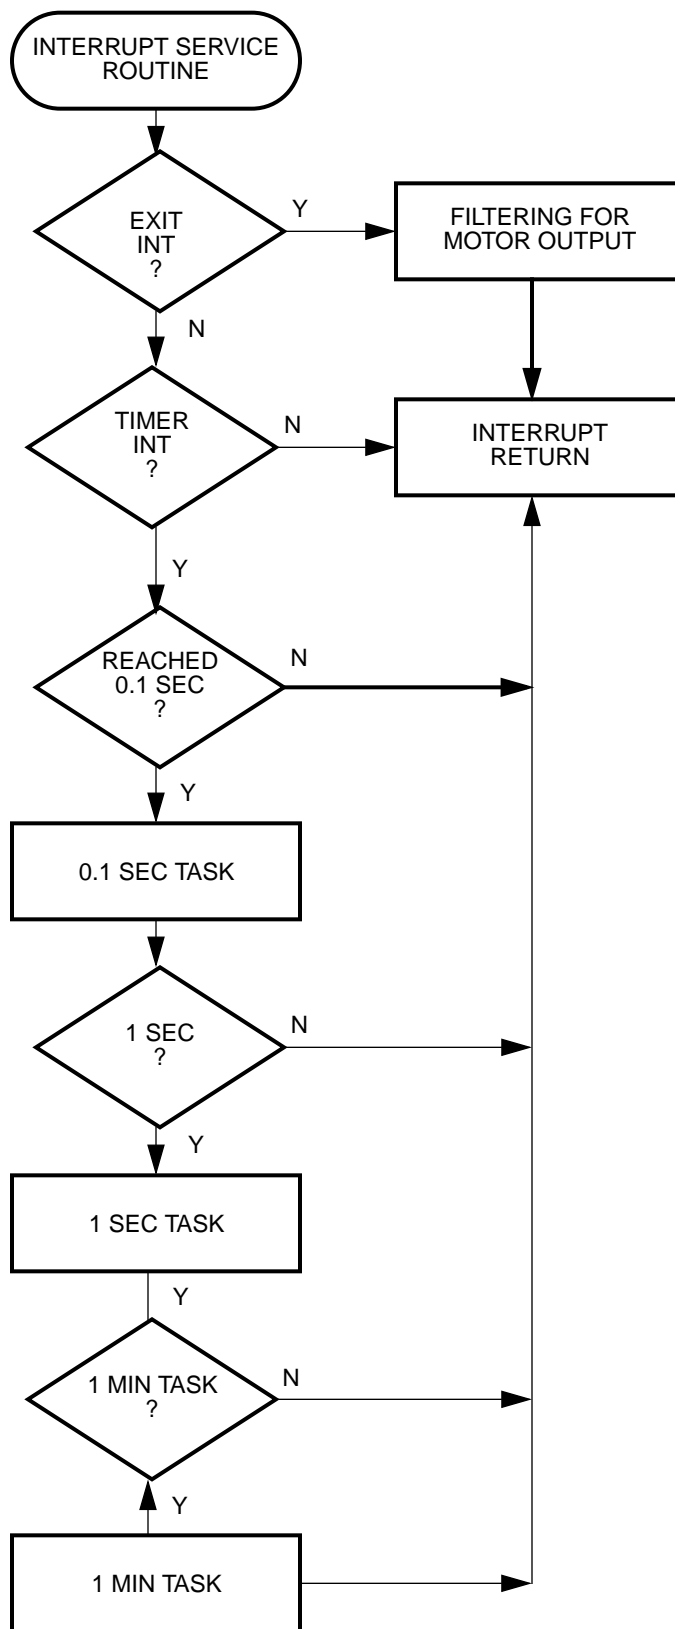 INTERRUPT SERVICE
ROUTINE
EXIT
INT
?
Y
FILTERING FOR
MOTOR OUTPUT
N
TIMER
INT
?
N
INTERRUPT
RETURN
Y
REACHED
0.1 SEC
?
N
Y
0.1 SEC TASK
1 SEC
?
N
Y
1 SEC TASK
Y
1 MIN TASK
?
N
Y
1 MIN TASK